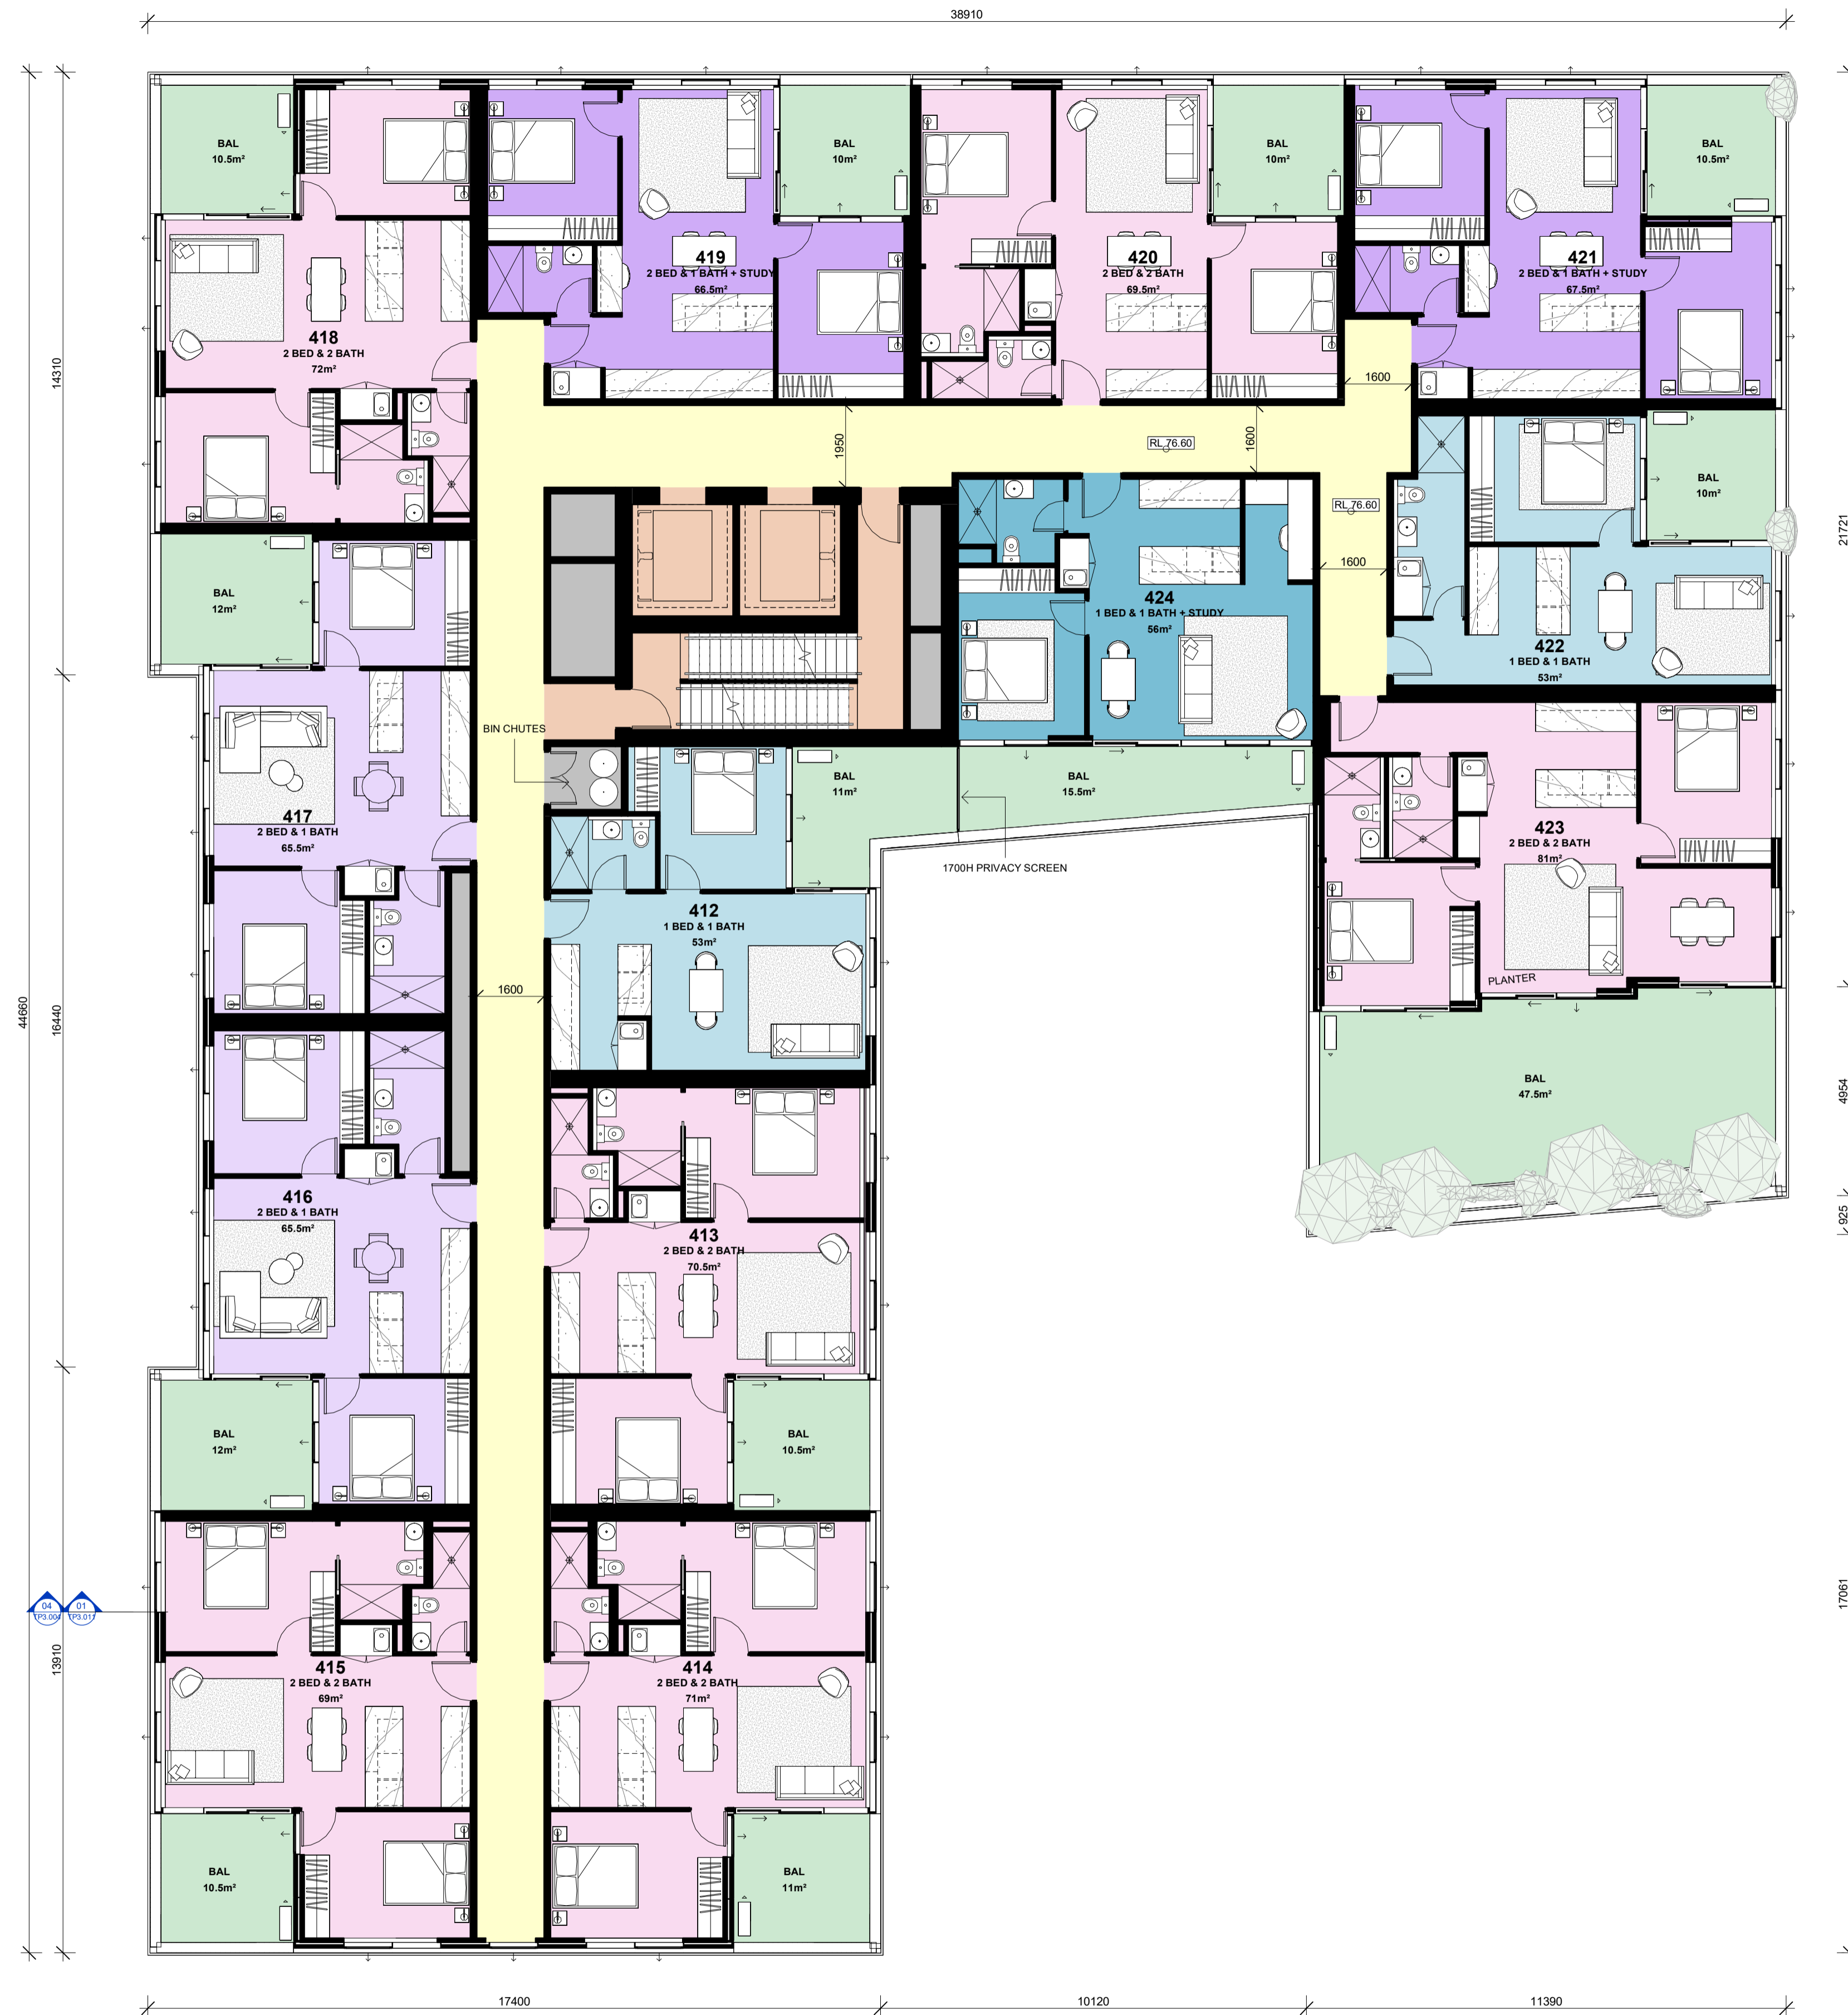 38910
BAL
10.5m²
BAL
10m²
BAL
10m²
BAL
10.5m²
419
2 BED & 1 BATH + STUDY
66.5m²
420
2 BED & 2 BATH
69.5m²
421
2 BED & 1 BATH + STUDY
67.5m²
418
2 BED & 2 BATH
72m²
14310
1600
1950
RL 76.60
1600
BAL
10m²
RL 76.60
21721
1600
BAL
12m²
424
1 BED & 1 BATH + STUDY
56m²
422
1 BED & 1 BATH
53m²
BIN CHUTES
BAL
11m²
BAL
15.5m²
417
2 BED & 1 BATH
65.5m²
423
2 BED & 2 BATH
81m²
1700H PRIVACY SCREEN
412
1 BED & 1 BATH
53m²
PLANTER
1600
44660
16440
BAL
47.5m²
4954
416
2 BED & 1 BATH
65.5m²
925
413
2 BED & 2 BATH
70.5m²
BAL
12m²
BAL
10.5m²
04
TP3.004
01
TP3.011
17061
13910
415
2 BED & 2 BATH
69m²
414
2 BED & 2 BATH
71m²
BAL
10.5m²
BAL
11m²
17400
10120
11390